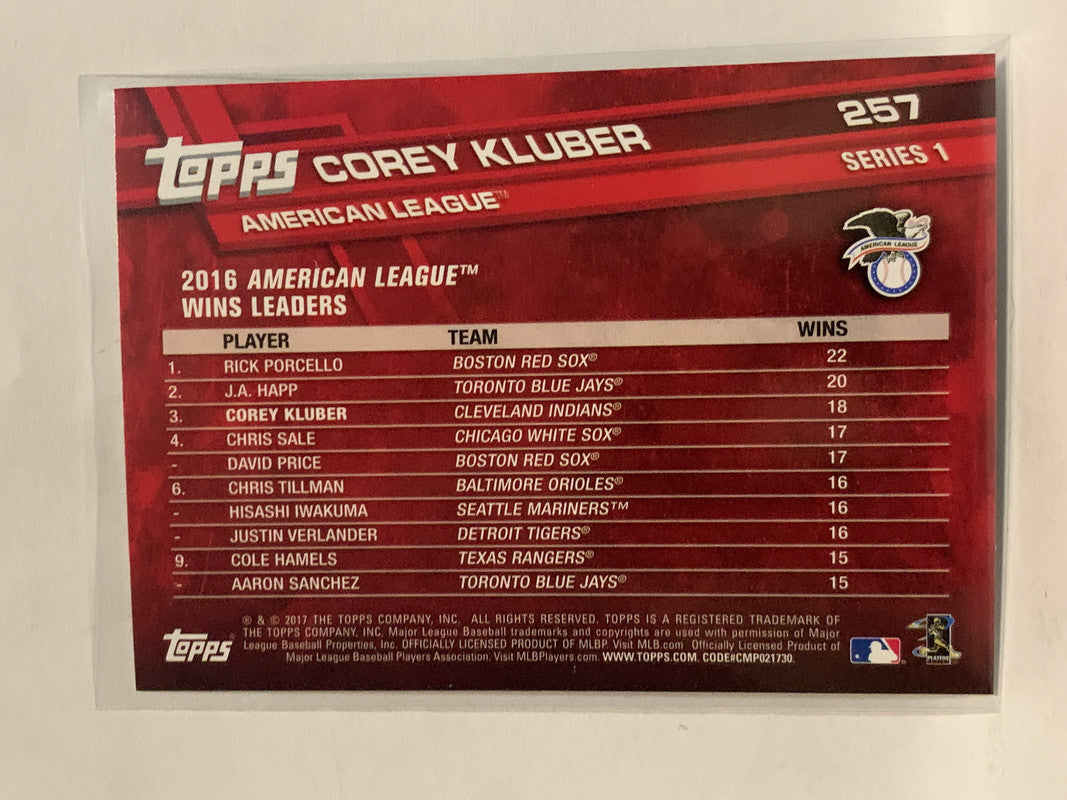 257
TOPPS COREY KLUBER
SERIES 1
AMERICAN LEAGUE™
AMERICAN LEAGUE
2016 AMERICAN LEAGUE™
WINS LEADERS
PLAYER TEAM WINS
1. RICK PORCELLO BOSTON RED SOX® 22
2. J.A. HAPP TORONTO BLUE JAYS® 20
3. COREY KLUBER CLEVELAND INDIANS® 18
4. CHRIS SALE CHICAGO WHITE SOX® 17
- DAVID PRICE BOSTON RED SOX® 17
6. CHRIS TILLMAN BALTIMORE ORIOLES® 16
- HISASHI IWAKUMA SEATTLE MARINERS™ 16
- JUSTIN VERLANDER DETROIT TIGERS® 16
9. COLE HAMELS TEXAS RANGERS® 15
- AARON SANCHEZ TORONTO BLUE JAYS® 15
® & © 2017 THE TOPPS COMPANY, INC. ALL RIGHTS RESERVED. TOPPS IS A REGISTERED TRADEMARK OF
THE TOPPS COMPANY, INC. Major League Baseball trademarks and copyrights are used with permission of Major
League Baseball Properties, Inc. OFFICIALLY LICENSED PRODUCT OF MLBP. Visit MLB.com Officially Licensed Product of
Major League Baseball Players Association. Visit MLBPlayers.com. WWW.TOPPS.COM. CODE#CMP021730.
TOPPS®
PLAYERS